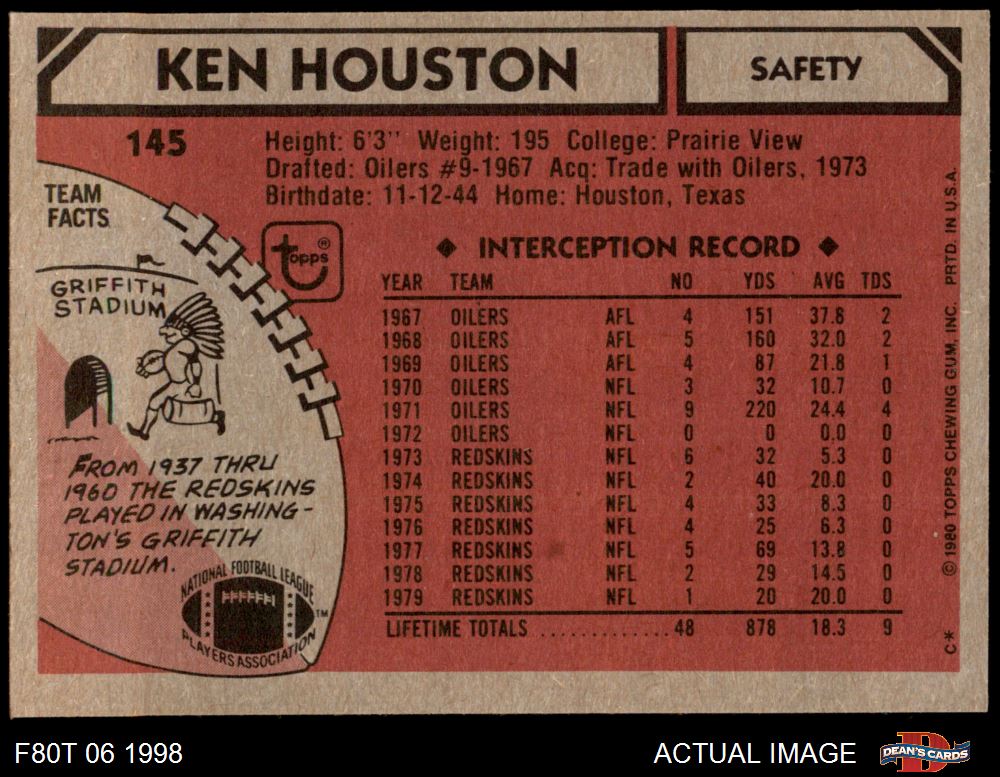 KEN HOUSTON
SAFETY
145
Height: 6'3'' Weight: 195 College: Prairie View
Drafted: Oilers #9-1967 Acq: Trade with Oilers, 1973
Birthdate: 11-12-44 Home: Houston, Texas
TEAM
FACTS
GRIFFITH
STADIUM
FROM 1937 THRU
1960 THE REDSKINS
PLAYED IN WASHING-
TON'S GRIFFITH
STADIUM.
NATIONAL FOOTBALL LEAGUE
PLAYERS ASSOCIATION
TM
topps ®
◆ INTERCEPTION RECORD ◆
YEAR TEAM NO YDS AVG TDS
1967 OILERS AFL 4 151 37.8 2
1968 OILERS AFL 5 160 32.0 2
1969 OILERS AFL 4 87 21.8 1
1970 OILERS NFL 3 32 10.7 0
1971 OILERS NFL 9 220 24.4 4
1972 OILERS NFL 0 0 0.0 0
1973 REDSKINS NFL 6 32 5.3 0
1974 REDSKINS NFL 2 40 20.0 0
1975 REDSKINS NFL 4 33 8.3 0
1976 REDSKINS NFL 4 25 6.3 0
1977 REDSKINS NFL 5 69 13.8 0
1978 REDSKINS NFL 2 29 14.5 0
1979 REDSKINS NFL 1 20 20.0 0
LIFETIME TOTALS .............48 878 18.3 9
C* © 1980 TOPPS CHEWING GUM, INC. PRTD. IN U.S.A.
F80T 06 1998
ACTUAL IMAGE
D
DEAN'S CARDS